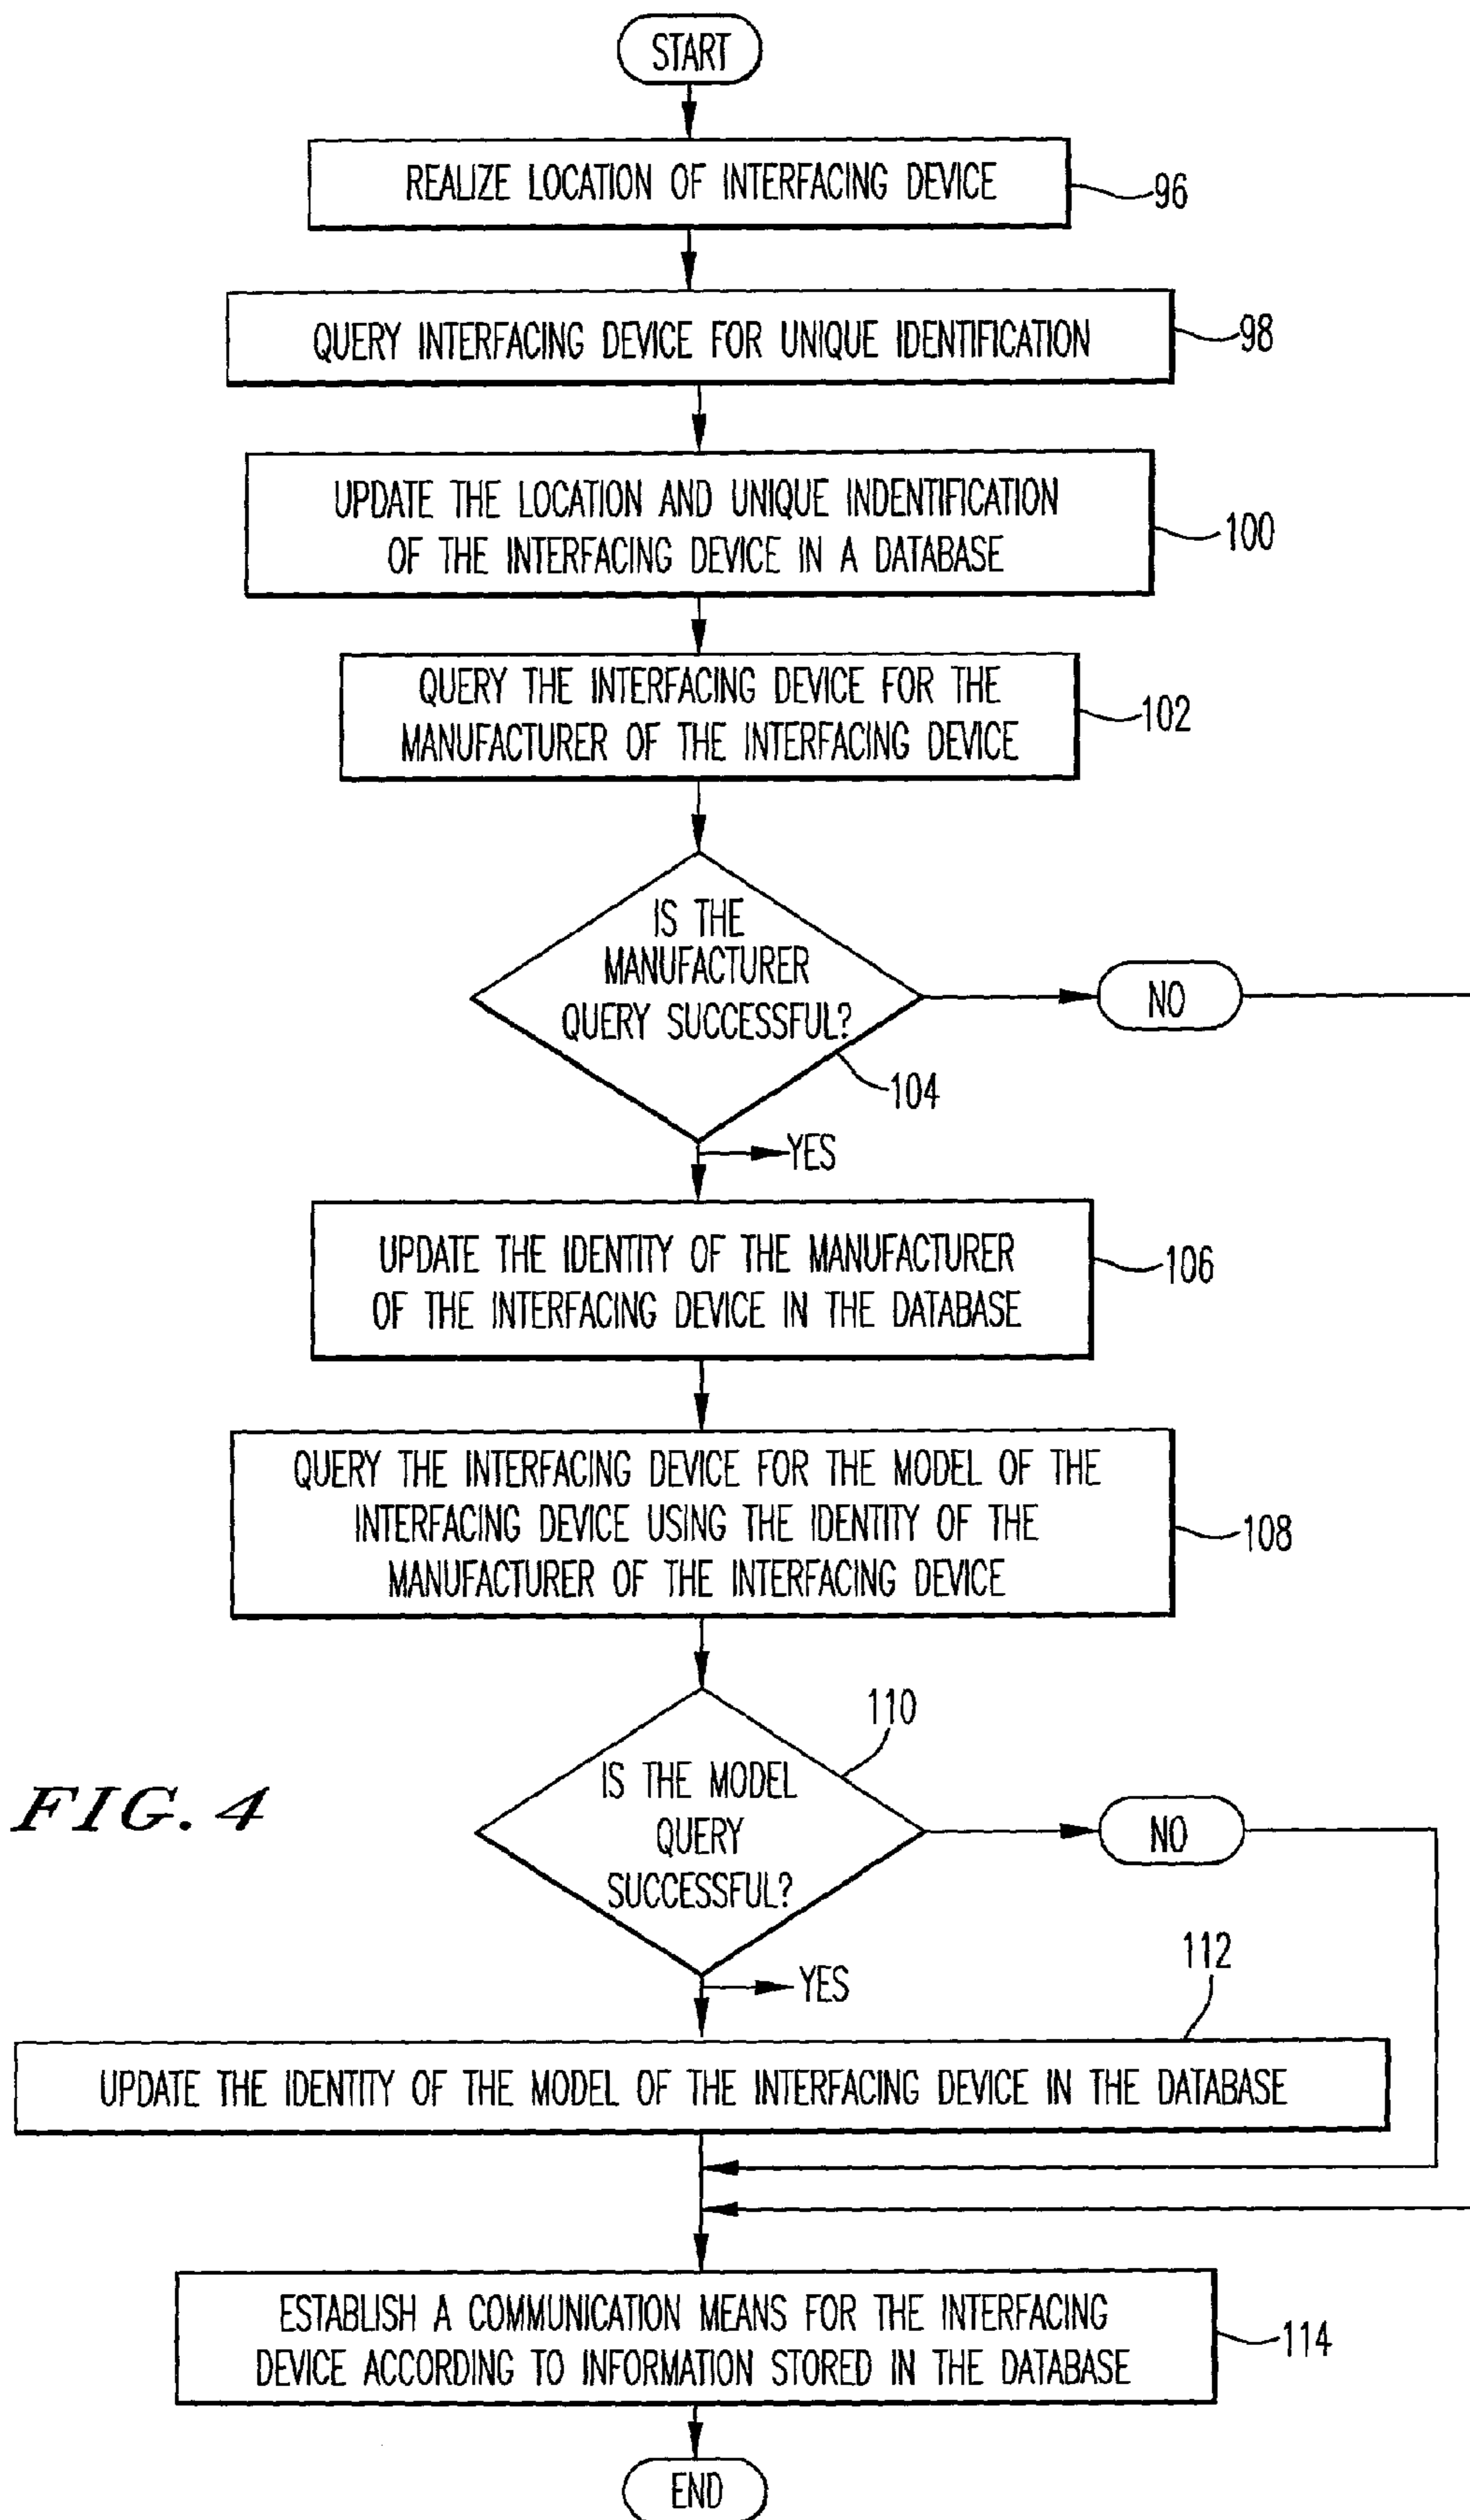 START
REALIZE LOCATION OF INTERFACING DEVICE
96
QUERY INTERFACING DEVICE FOR UNIQUE IDENTIFICATION
98
UPDATE THE LOCATION AND UNIQUE INDENTIFICATION
OF THE INTERFACING DEVICE IN A DATABASE
100
QUERY THE INTERFACING DEVICE FOR THE
MANUFACTURER OF THE INTERFACING DEVICE
102
IS THE
MANUFACTURER
QUERY SUCCESSFUL?
NO
104
YES
UPDATE THE IDENTITY OF THE MANUFACTURER
OF THE INTERFACING DEVICE IN THE DATABASE
106
QUERY THE INTERFACING DEVICE FOR THE MODEL OF THE
INTERFACING DEVICE USING THE IDENTITY OF THE
MANUFACTURER OF THE INTERFACING DEVICE
108
110
IS THE MODEL
QUERY
SUCCESSFUL?
NO
FIG. 4
YES
112
UPDATE THE IDENTITY OF THE MODEL OF THE INTERFACING DEVICE IN THE DATABASE
ESTABLISH A COMMUNICATION MEANS FOR THE INTERFACING
DEVICE ACCORDING TO INFORMATION STORED IN THE DATABASE
114
END